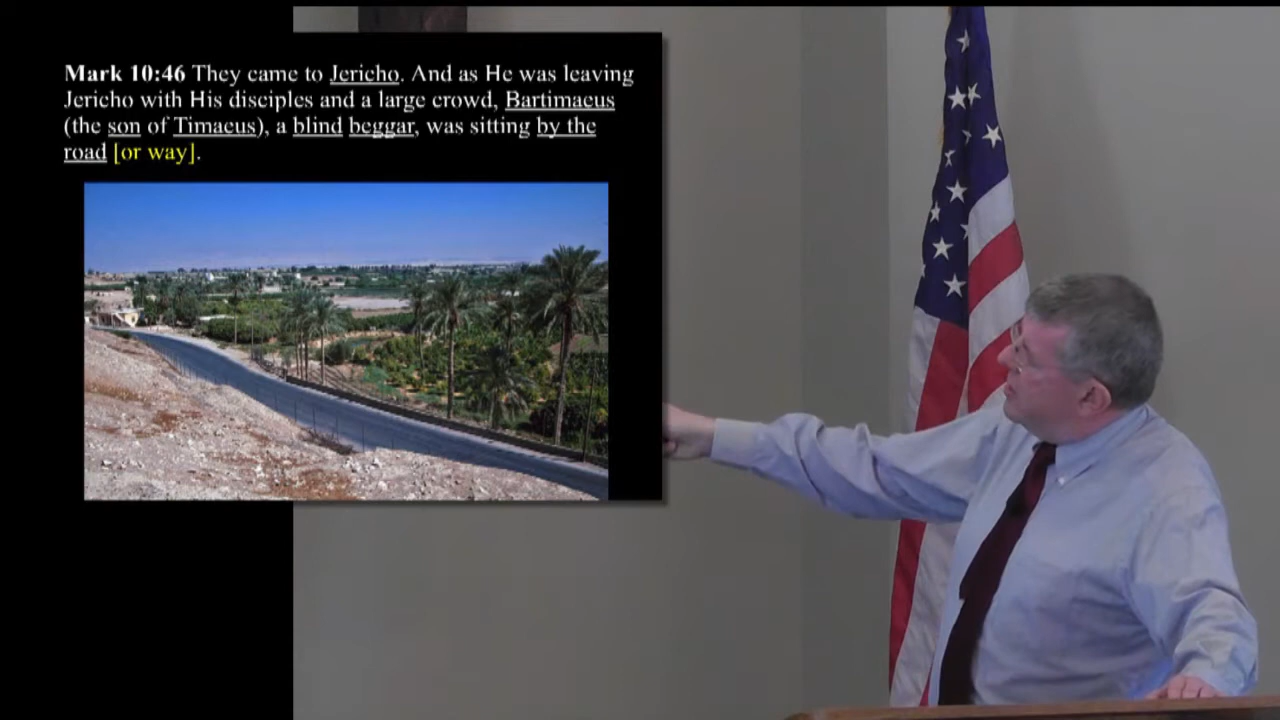 Mark 10:46 They came to Jericho. And as He was leaving
Jericho with His disciples and a large crowd, Bartimaeus
(the son of Timaeus), a blind beggar, was sitting by the
road [or way].